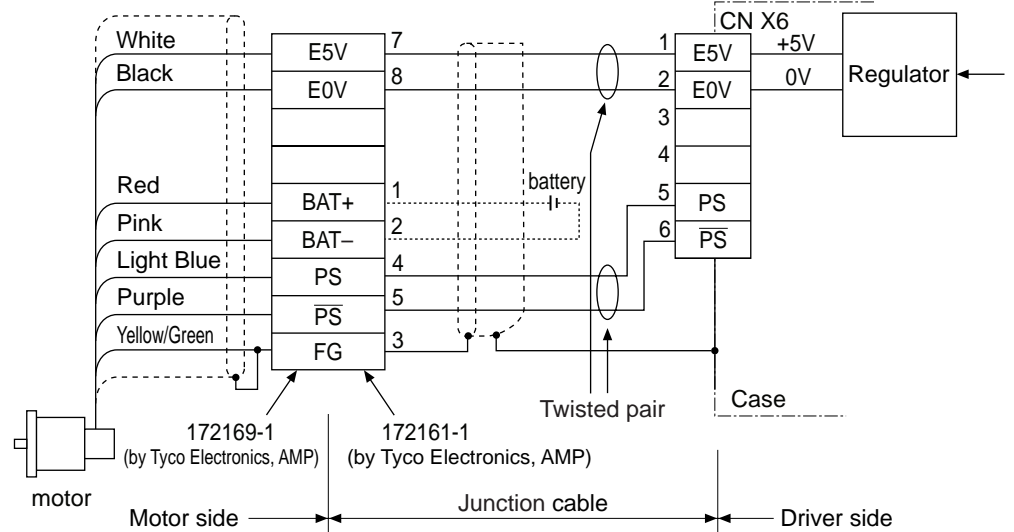 CN X6
White
E5V
7
1
E5V
+5V
Regulator
Black
E0V
8
2
E0V
0V
3
4
Red
BAT+
1
battery
5
PS
Pink
BAT–
2
6
P̅S̅
Light Blue
PS
4
Purple
P̅S̅
5
Yellow/Green
FG
3
Case
Twisted pair
172169-1
(by Tyco Electronics, AMP)
172161-1
(by Tyco Electronics, AMP)
motor
Motor side
Junction cable
Driver side